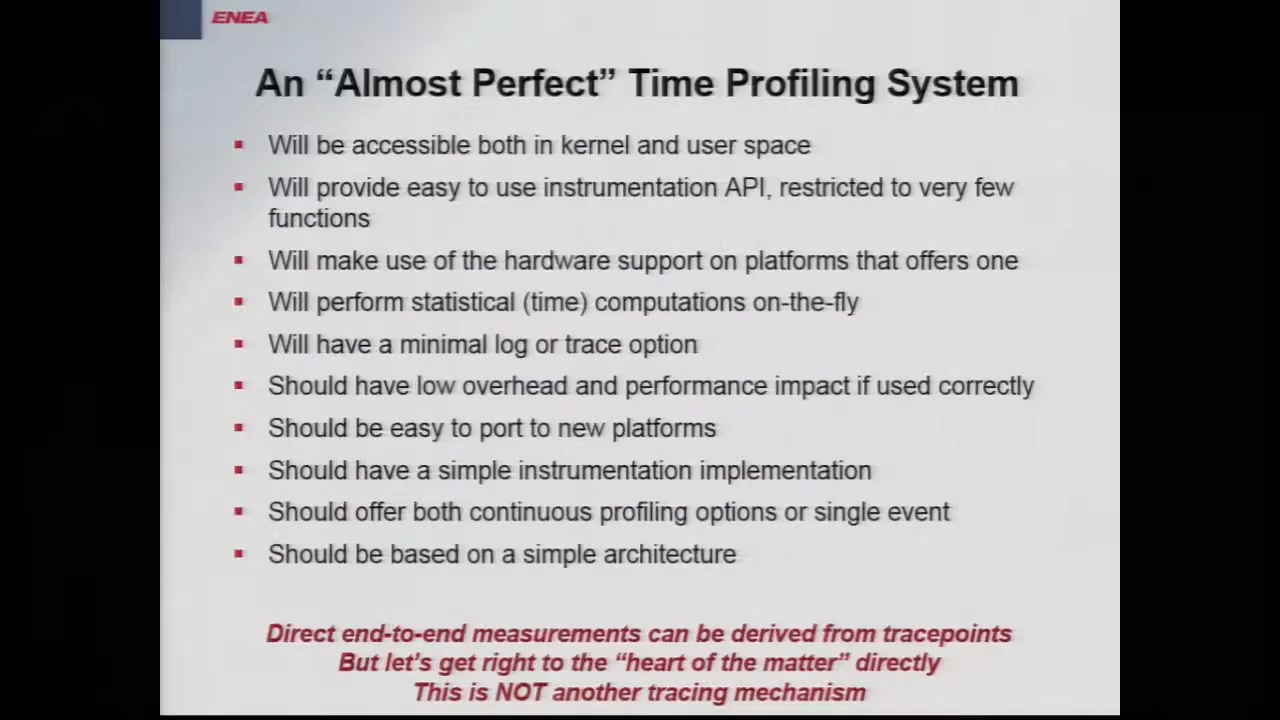 ENEA
An “Almost Perfect” Time Profiling System
▪ Will be accessible both in kernel and user space
▪ Will provide easy to use instrumentation API, restricted to very few
functions
▪ Will make use of the hardware support on platforms that offers one
▪ Will perform statistical (time) computations on-the-fly
▪ Will have a minimal log or trace option
▪ Should have low overhead and performance impact if used correctly
▪ Should be easy to port to new platforms
▪ Should have a simple instrumentation implementation
▪ Should offer both continuous profiling options or single event
▪ Should be based on a simple architecture
Direct end-to-end measurements can be derived from tracepoints
But let's get right to the “heart of the matter” directly
This is NOT another tracing mechanism